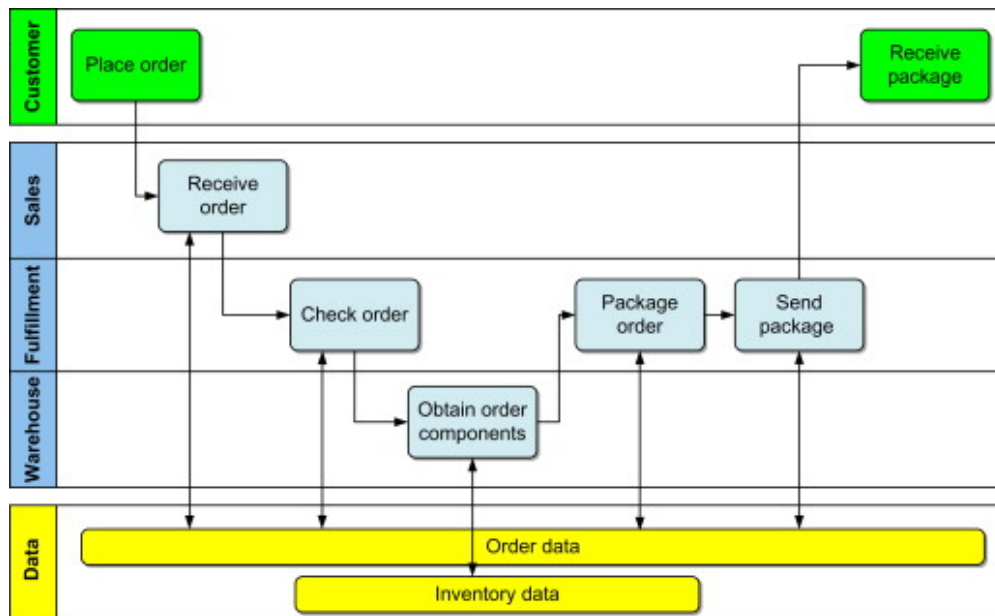 Customer
Place order
Receive
package
Sales
Receive
order
Fulfillment
Check order
Package
order
Send
package
Warehouse
Obtain order
components
Data
Order data
Inventory data